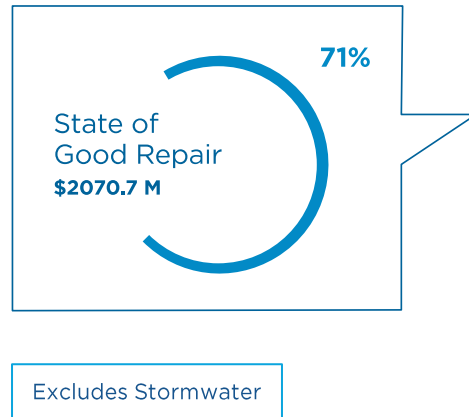 71%
State of
Good Repair
$2070.7 M
Excludes Stormwater